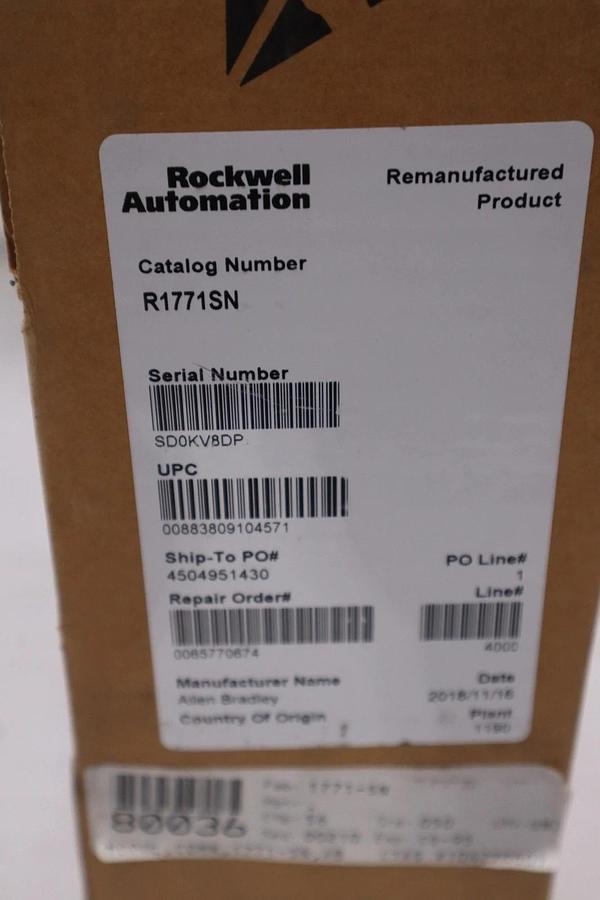 Rockwell
Automation
Remanufactured
Product
Catalog Number
R1771SN
Serial Number
SD0KV8DP
UPC
00883809104571
Ship-To PO#
4504951430
PO Line#
1
Repair Order#
0065770674
Line#
4000
Manufacturer Name
Allen Bradley
Date
2018/11/16
Country Of Origin
Plant
1190
80036
1771-SN